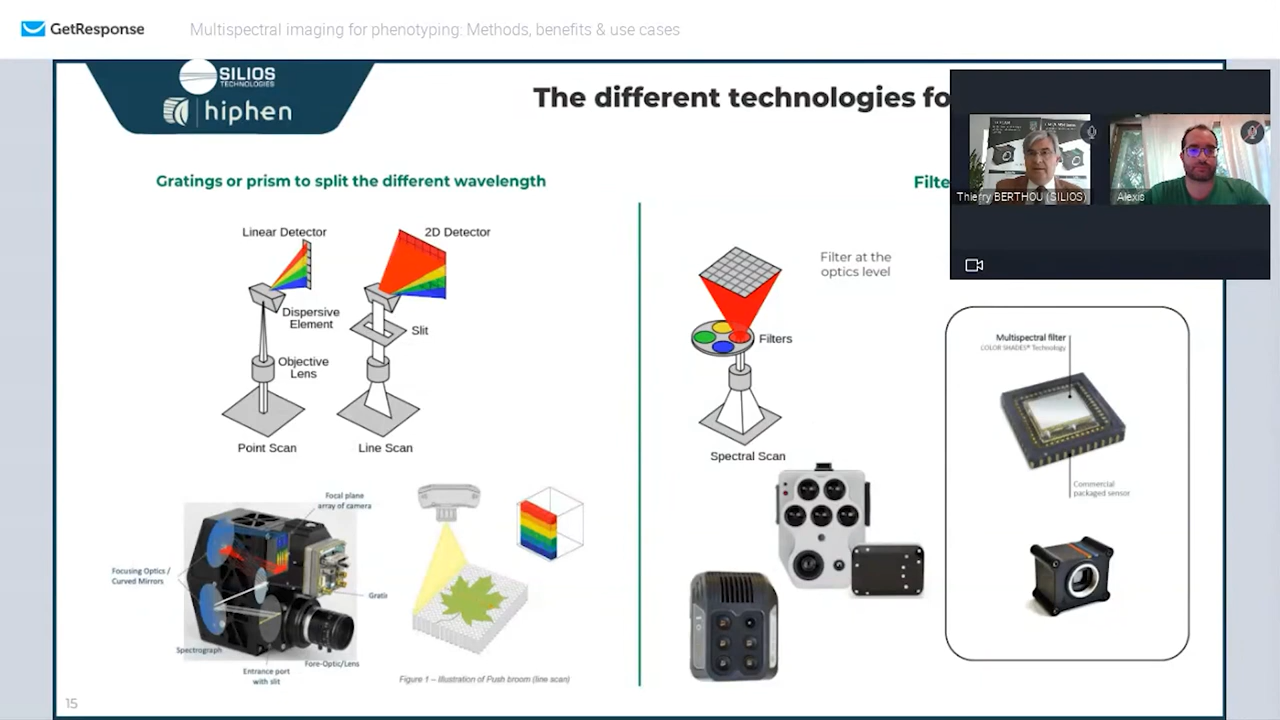 GetResponse
Multispectral imaging for phenotyping: Methods, benefits & use cases
SILIOS
TECHNOLOGIES
hiphen
The different technologies fo
Thierry BERTHOU (SILIOS)
Alexis
Gratings or prism to split the different wavelength
Linear Detector
2D Detector
Dispersive
Element
Slit
Objective
Lens
Point Scan
Line Scan
Focal plane
array of camera
Focusing Optics /
Curved Mirrors
Grati
Spectrograph
Entrance port
with slit
Fore-Optic/Lens
Figure 1 – Illustration of Push broom (line scan)
Filte
Filter at the
optics level
Filters
Spectral Scan
Multispectral filter
COLOR SHADES® Technology
Commercial
packaged sensor
15